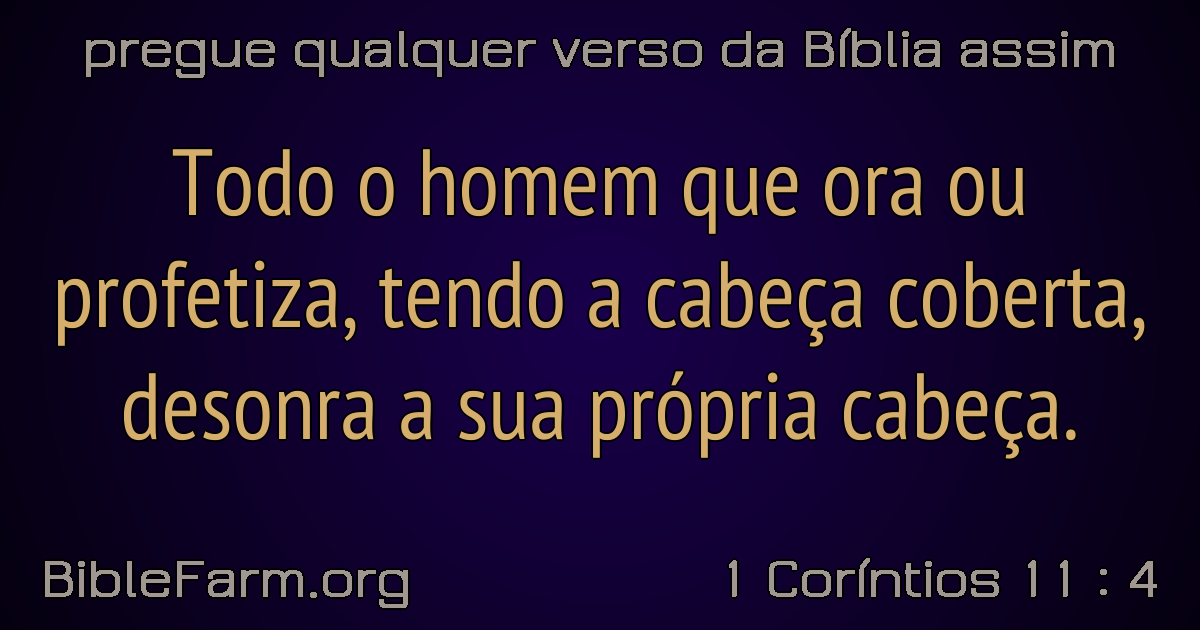 pregue qualquer verso da Bíblia assim
Todo o homem que ora ou
profetiza, tendo a cabeça coberta,
desonra a sua própria cabeça.
BibleFarm.org
1 Coríntios 11 : 4